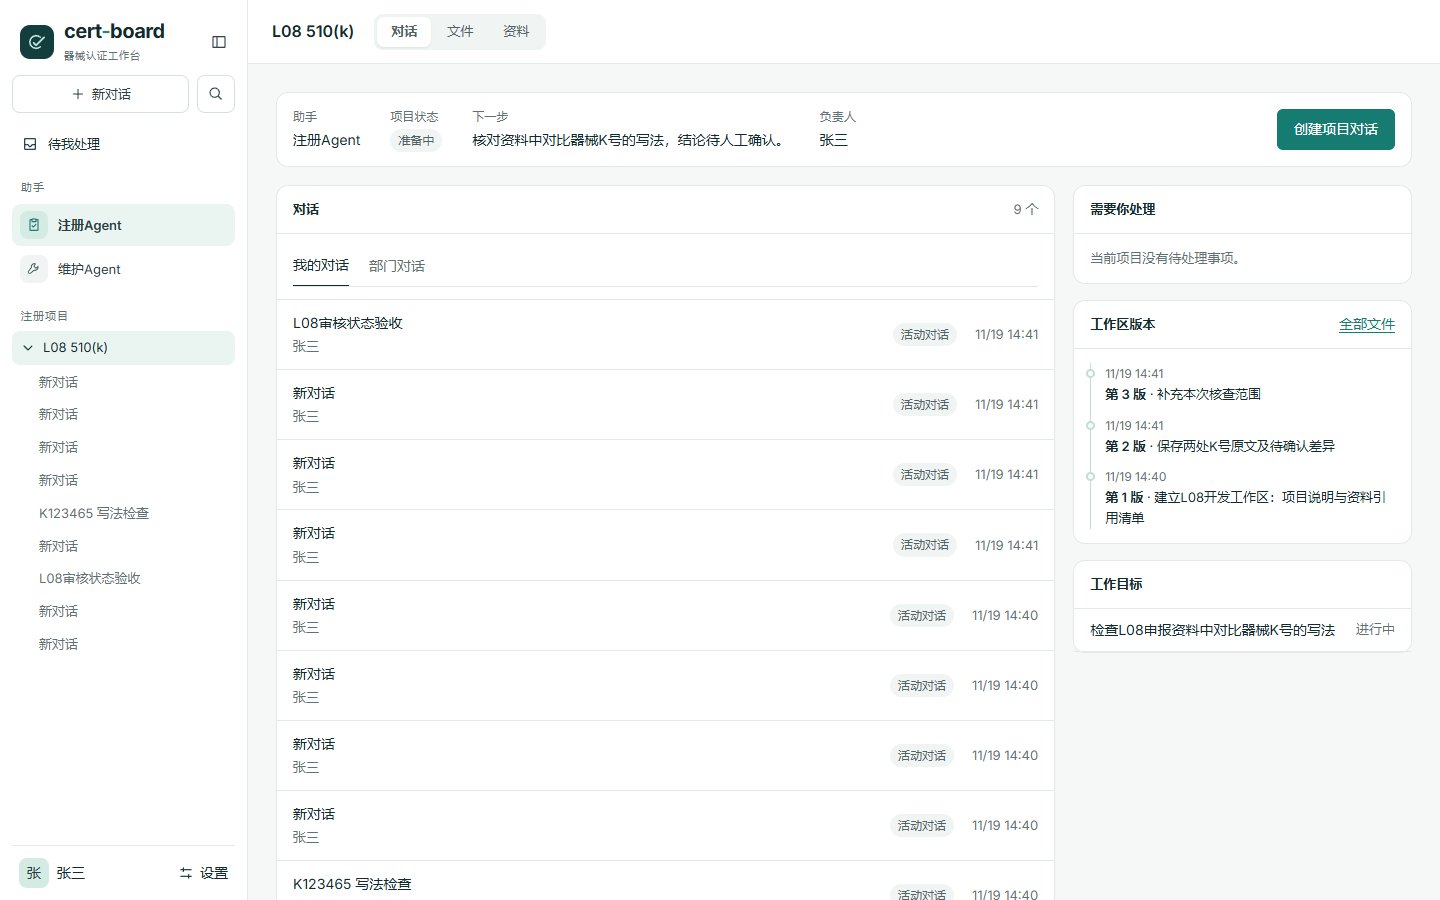 cert-board
器械认证工作台
新对话
待我处理
助手
注册Agent
维护Agent
注册项目
L08 510(k)
新对话
新对话
新对话
新对话
K123465 写法检查
新对话
L08审核状态验收
新对话
新对话
张 张三
设置
L08 510(k)
对话 文件 资料
助手
注册Agent
项目状态
准备中
下一步
核对资料中对比器械K号的写法，结论待人工确认。
负责人
张三
创建项目对话
对话
9 个
我的对话 部门对话
L08审核状态验收
张三
活动对话 11/19 14:41
新对话
张三
活动对话 11/19 14:41
新对话
张三
活动对话 11/19 14:41
新对话
张三
活动对话 11/19 14:41
新对话
张三
活动对话 11/19 14:40
新对话
张三
活动对话 11/19 14:40
新对话
张三
活动对话 11/19 14:40
新对话
张三
活动对话 11/19 14:40
K123465 写法检查
活动对话 11/19 14:40
需要你处理
当前项目没有待处理事项。
工作区版本
全部文件
11/19 14:41
第 3 版 · 补充本次核查范围
11/19 14:41
第 2 版 · 保存两处K号原文及待确认差异
11/19 14:40
第 1 版 · 建立L08开发工作区：项目说明与资料引
用清单
工作目标
检查L08申报资料中对比器械K号的写法
进行中